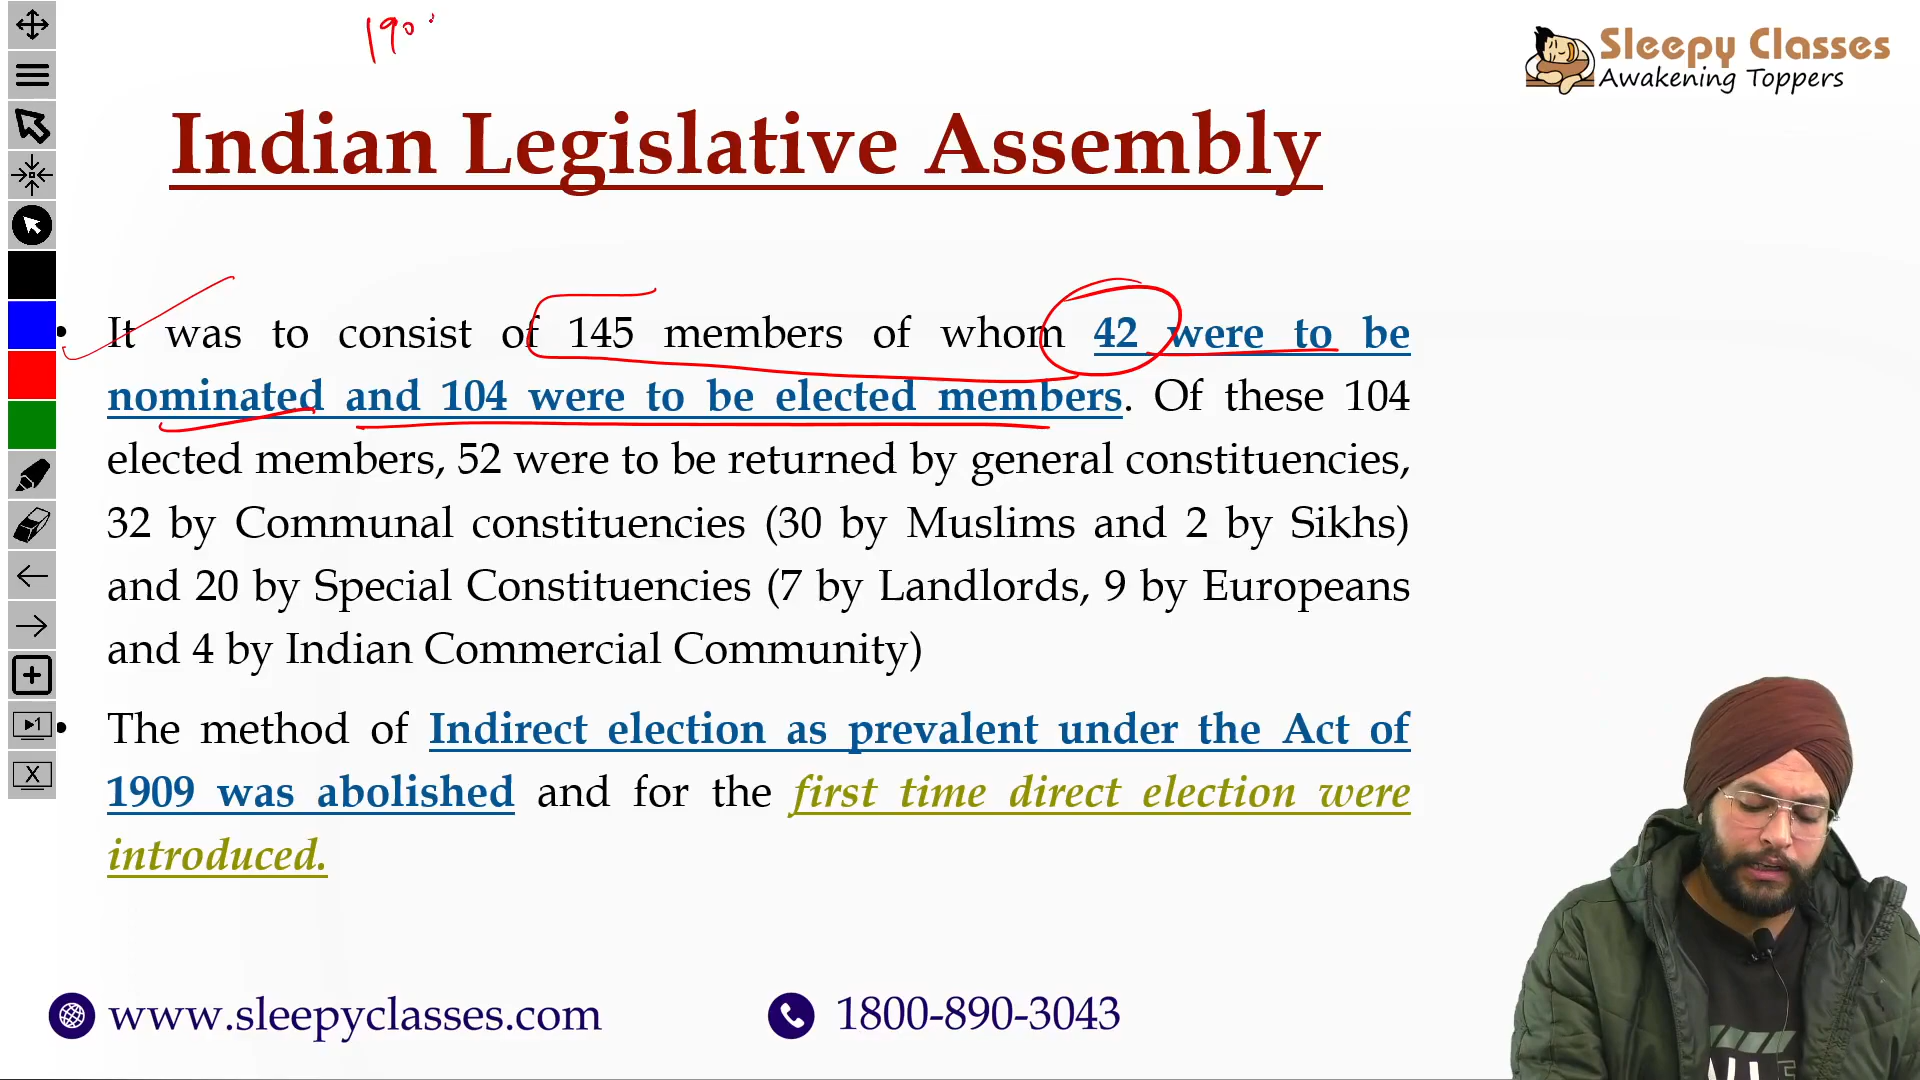 190
Sleepy Classes
Awakening Toppers
Indian Legislative Assembly
• It was to consist of 145 members of whom 42 were to be
nominated and 104 were to be elected members. Of these 104
elected members, 52 were to be returned by general constituencies,
32 by Communal constituencies (30 by Muslims and 2 by Sikhs)
and 20 by Special Constituencies (7 by Landlords, 9 by Europeans
and 4 by Indian Commercial Community)
• The method of Indirect election as prevalent under the Act of
1909 was abolished and for the first time direct election were
introduced.
www.sleepyclasses.com
1800-890-3043